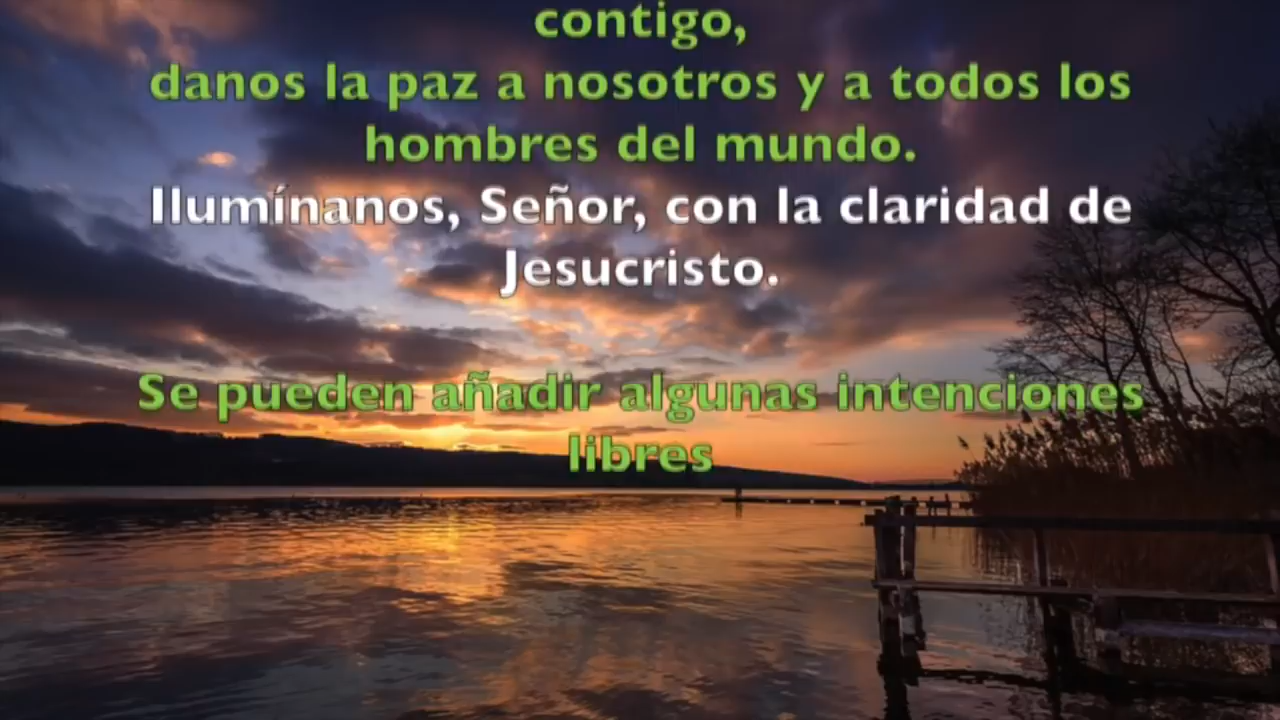 contigo,
danos la paz a nosotros y a todos los
hombres del mundo.
Ilumínanos, Señor, con la claridad de
Jesucristo.
Se pueden añadir algunas intenciones
libres